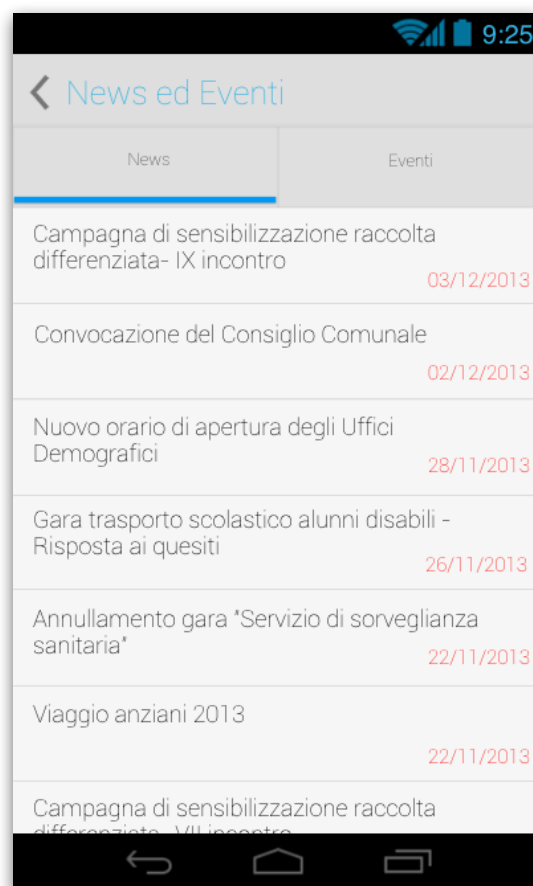 9:25
News ed Eventi
News
Eventi
Campagna di sensibilizzazione raccolta
differenziata- IX incontro
03/12/2013
Convocazione del Consiglio Comunale
02/12/2013
Nuovo orario di apertura degli Uffici
Demografici
28/11/2013
Gara trasporto scolastico alunni disabili -
Risposta ai quesiti
26/11/2013
Annullamento gara "Servizio di sorveglianza
sanitaria"
22/11/2013
Viaggio anziani 2013
22/11/2013
Campagna di sensibilizzazione raccolta
differenziata- VII incontro